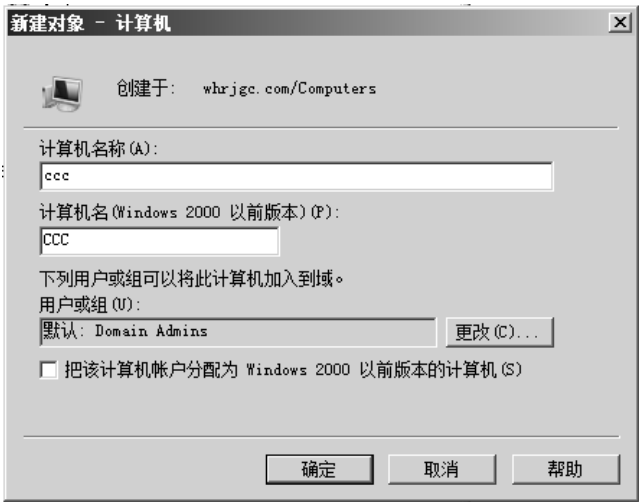 新建对象 - 计算机
创建于: whrjgc.com/Computers
计算机名称(A):
ccc
计算机名(Windows 2000 以前版本)(P):
CCC
下列用户或组可以将此计算机加入到域。
用户或组(U):
默认: Domain Admins
更改(C)...
把该计算机帐户分配为 Windows 2000 以前版本的计算机(S)
确定 取消 帮助